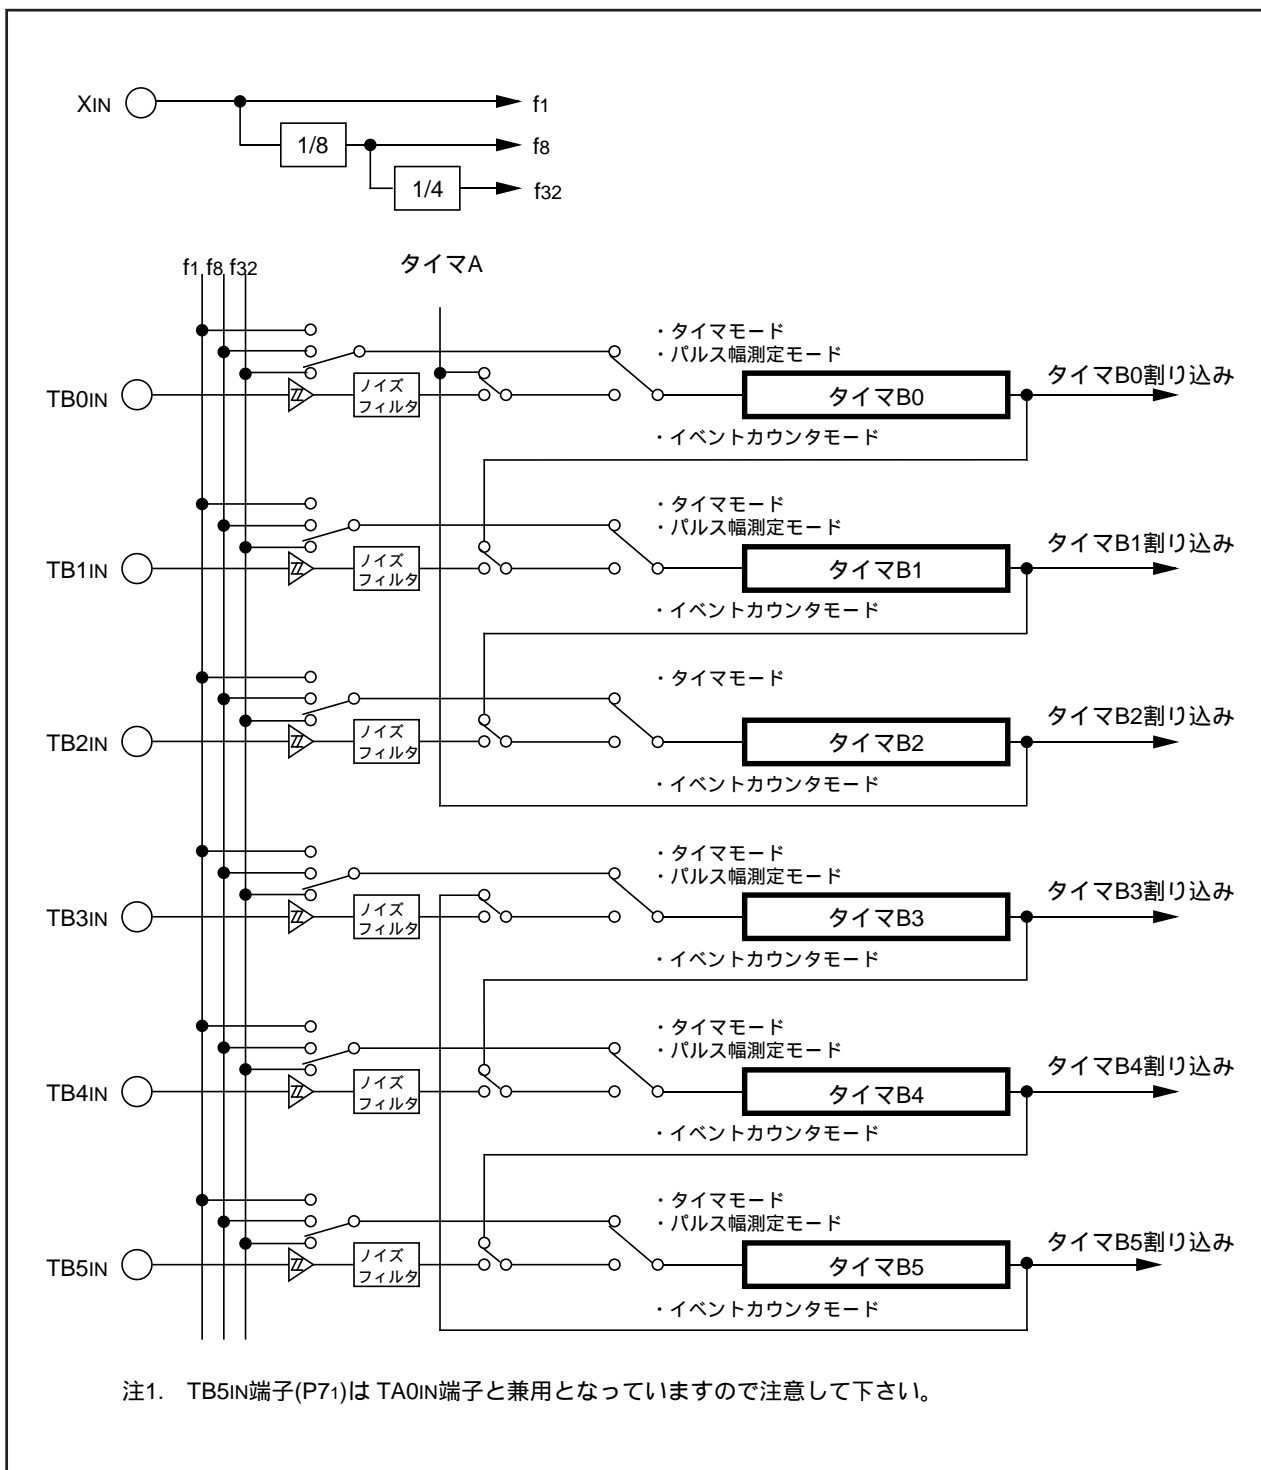 XIN
f1
1/8
f8
1/4
f32
f1 f8 f32
タイマA
・タイマモード
・パルス幅測定モード
タイマB0割り込み
TB0IN
ノイズ
フィルタ
タイマB0
・イベントカウンタモード
・タイマモード
・パルス幅測定モード
タイマB1割り込み
TB1IN
ノイズ
フィルタ
タイマB1
・イベントカウンタモード
・タイマモード
タイマB2割り込み
TB2IN
ノイズ
フィルタ
タイマB2
・イベントカウンタモード
・タイマモード
・パルス幅測定モード
タイマB3割り込み
TB3IN
ノイズ
フィルタ
タイマB3
・イベントカウンタモード
・タイマモード
・パルス幅測定モード
タイマB4割り込み
TB4IN
ノイズ
フィルタ
タイマB4
・イベントカウンタモード
・タイマモード
・パルス幅測定モード
タイマB5割り込み
TB5IN
ノイズ
フィルタ
タイマB5
・イベントカウンタモード
注1. TB5IN端子(P71)は TA0IN端子と兼用となっていますので注意して下さい。